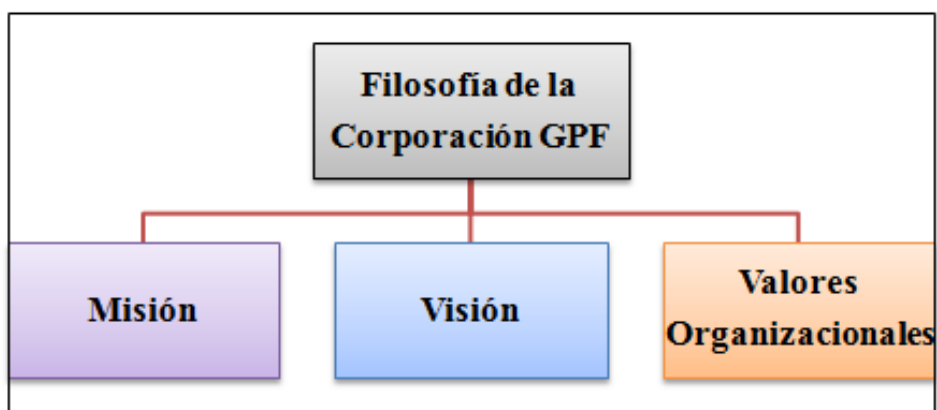 Filosofía de la
Corporación GPF
Misión
Visión
Valores
Organizacionales